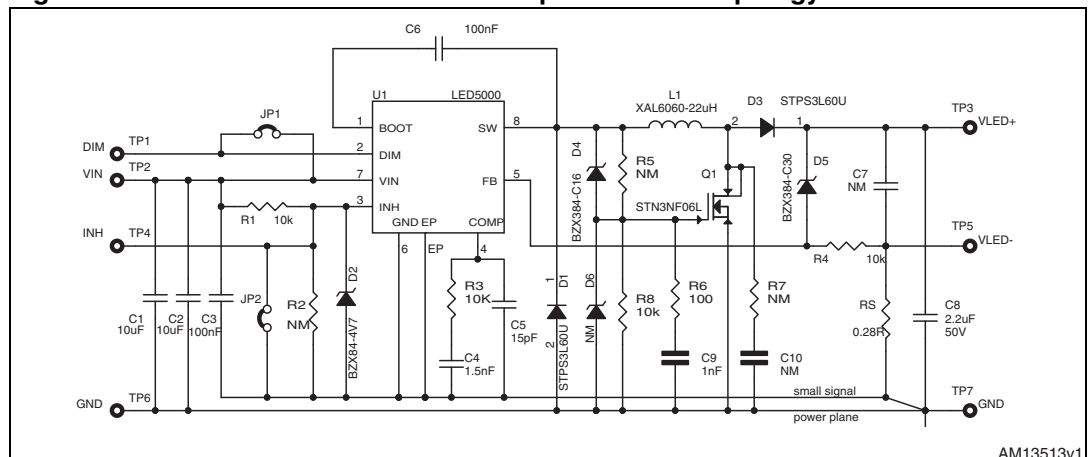 C6 100nF
U1 LED5000
L1
XAL6060-22uH
D3 STPS3L60U
JP1
TP3
VLED+
1 BOOT
SW 8
2
1
DIM TP1
2 DIM
VIN TP2
7 VIN
FB 5
D4
BZX384-C16
R5
NM
Q1
STN3NF06L
D5
BZX384-C30
C7
NM
R1 10k
3 INH
GND EP COMP
6 EP 4
INH TP4
TP5
VLED-
R4 10k
JP2
R2
NM
D2
BZX84-4V7
R3
10K
C5
15pF
1 D1
2 STPS3L60U
D6
NM
R8
10k
R6
100
R7
NM
RS
0.28R
C8
2.2uF
50V
C1
10uF
C2
10uF
C3
100nF
C4
1.5nF
C9
1nF
C10
NM
small signal
GND TP6
TP7
GND
power plane
AM13513v1